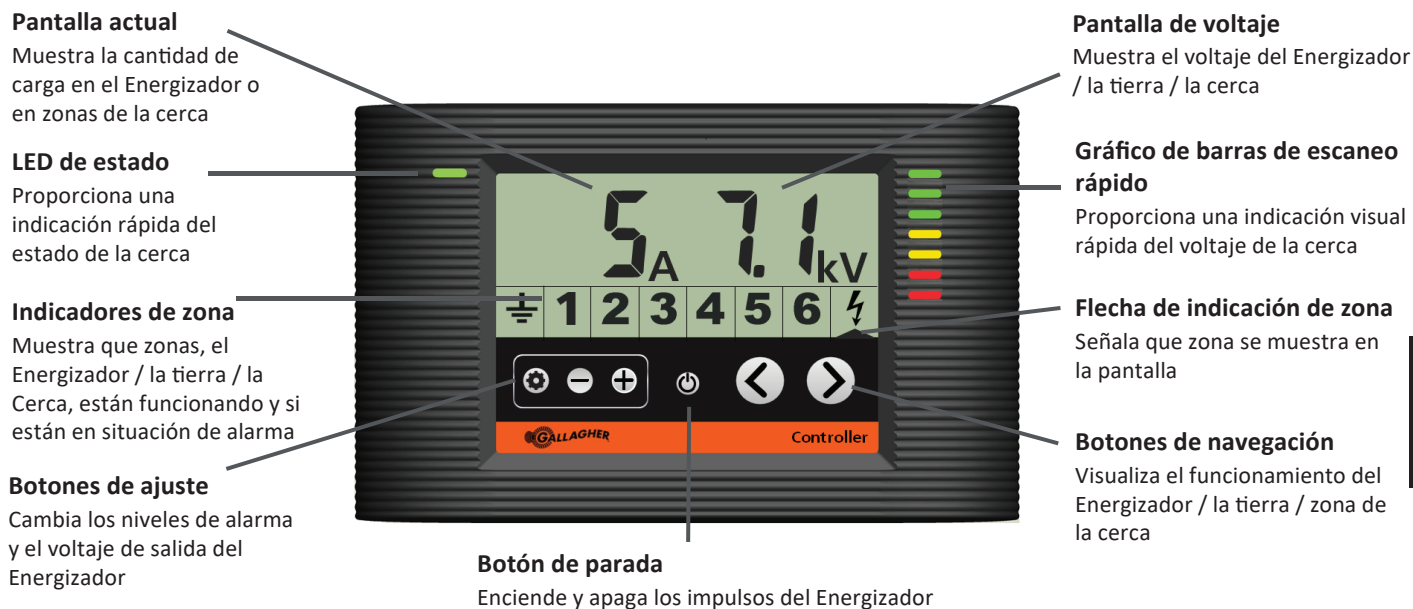 Pantalla actual
Muestra la cantidad de
carga en el Energizador o
en zonas de la cerca
LED de estado
Proporciona una
indicación rápida del
estado de la cerca
Indicadores de zona
Muestra que zonas, el
Energizador / la tierra / la
Cerca, están funcionando y si
están en situación de alarma
Botones de ajuste
Cambia los niveles de alarma
y el voltaje de salida del
Energizador
5A 7.1kV
1 2 3 4 5 6
GALLAGHER
Controller
Botón de parada
Enciende y apaga los impulsos del Energizador
Pantalla de voltaje
Muestra el voltaje del Energizador
/ la tierra / la cerca
Gráfico de barras de escaneo
rápido
Proporciona una indicación visual
rápida del voltaje de la cerca
Flecha de indicación de zona
Señala que zona se muestra en
la pantalla
Botones de navegación
Visualiza el funcionamiento del
Energizador / la tierra / zona de
la cerca